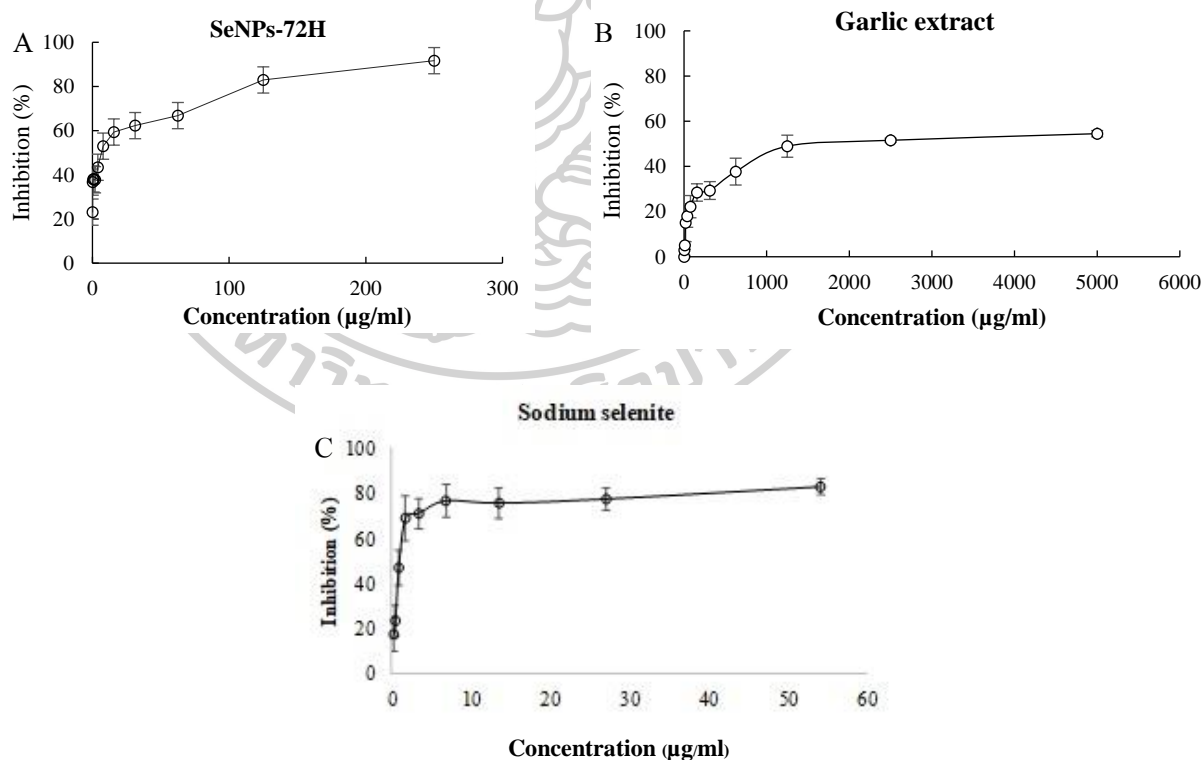 A
SeNPs-72H
100
80
60
40
20
0
Inhibition (%)
0 100 200 300
Concentration (µg/ml)
B
Garlic extract
100
80
60
40
20
0
Inhibition (%)
0 1000 2000 3000 4000 5000 6000
Concentration (µg/ml)
Sodium selenite
C
100
80
60
40
20
0
Inhibition (%)
0 10 20 30 40 50 60
Concentration (µg/ml)